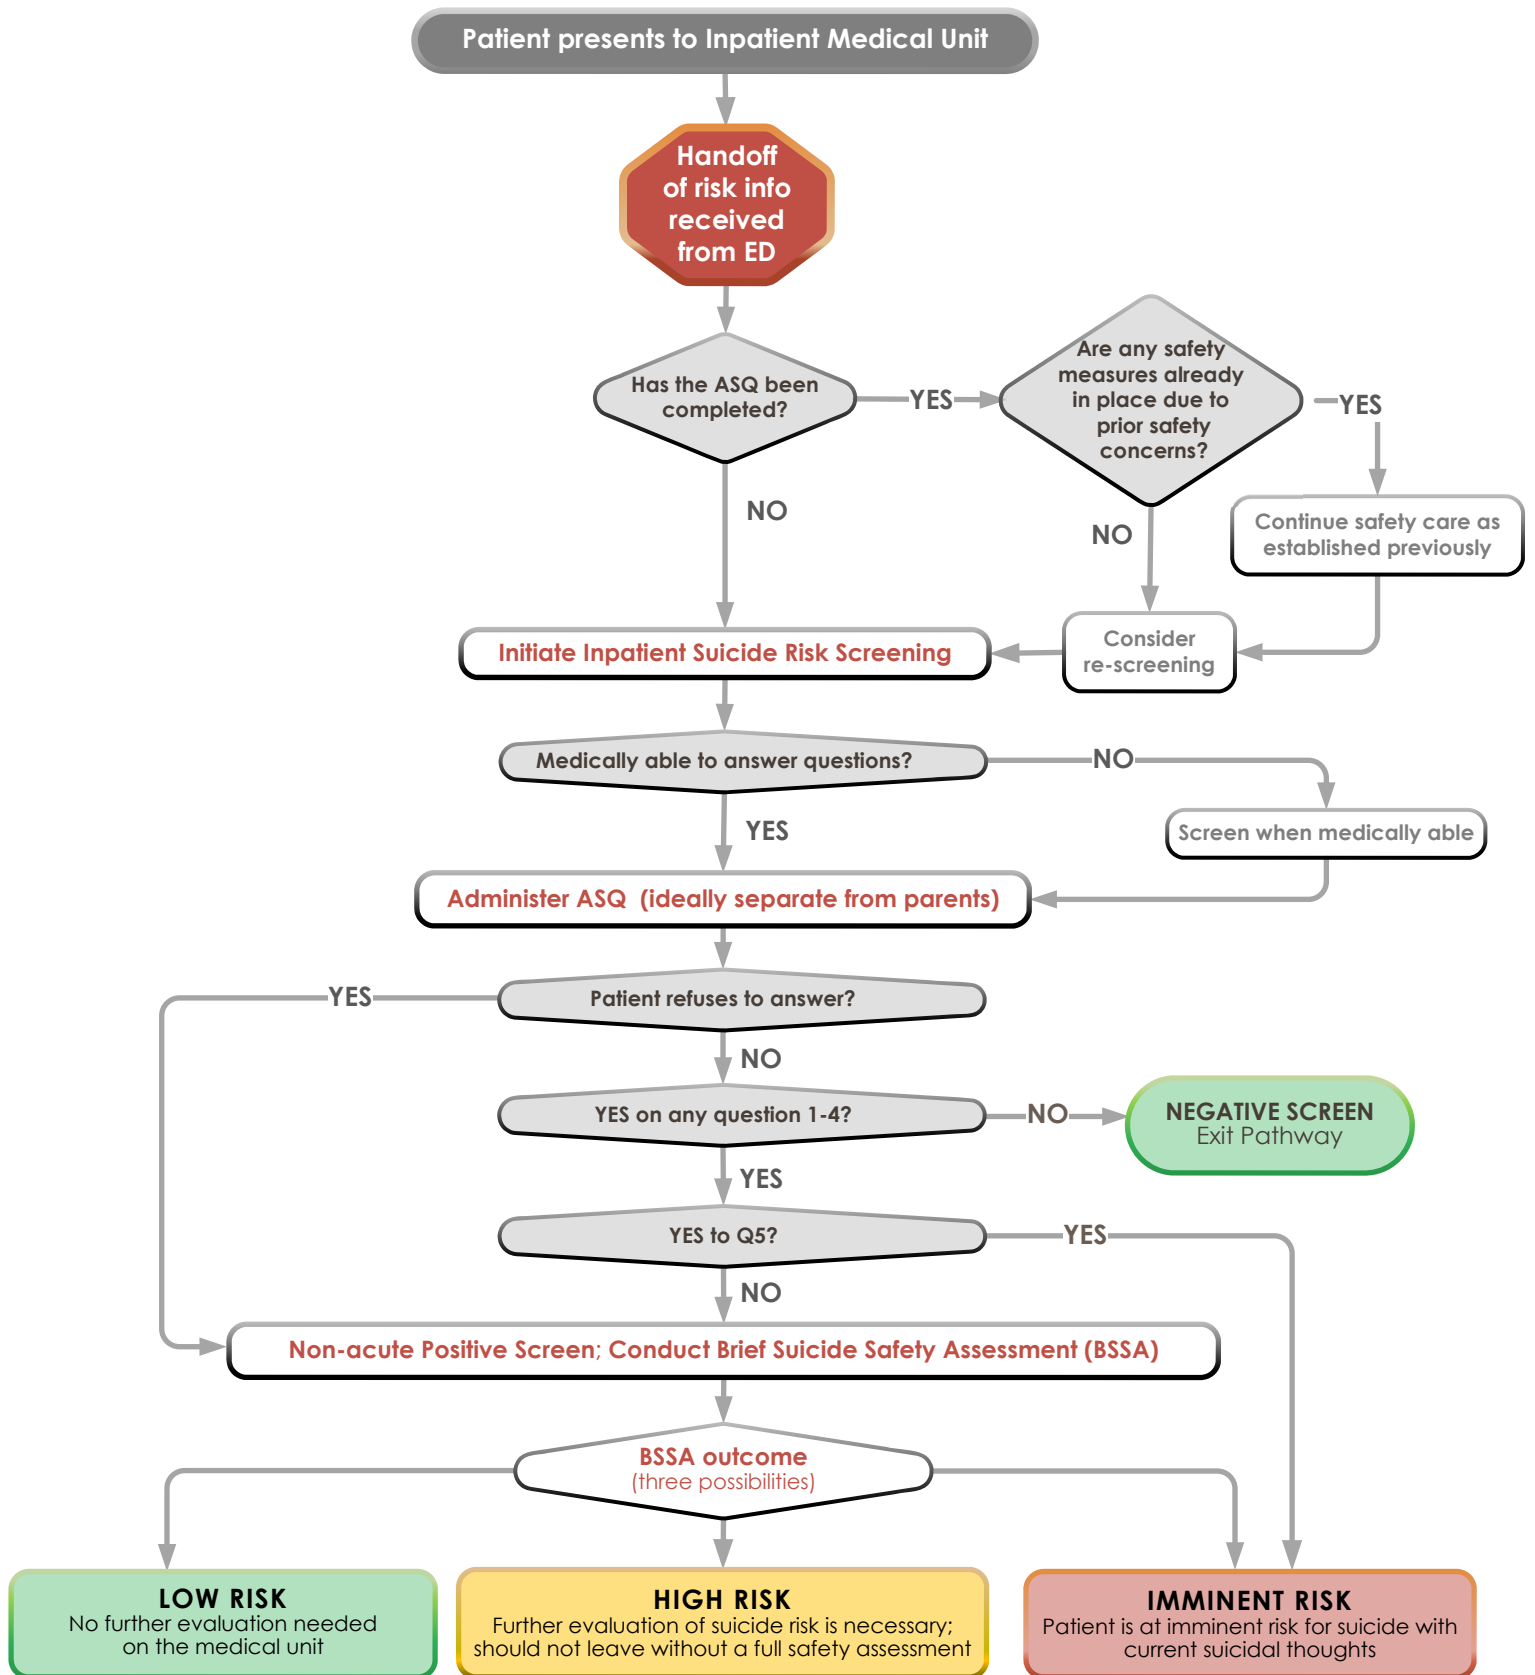 Patient presents to Inpatient Medical Unit
Handoff
of risk info
received
from ED
Has the ASQ been
completed?
YES
Are any safety
measures already
in place due to
prior safety
concerns?
YES
NO
NO
Continue safety care as
established previously
Consider
re-screening
Initiate Inpatient Suicide Risk Screening
Medically able to answer questions?
NO
YES
Screen when medically able
Administer ASQ (ideally separate from parents)
Patient refuses to answer?
YES
NO
YES on any question 1-4?
NO
NEGATIVE SCREEN
Exit Pathway
YES
YES to Q5?
YES
NO
Non-acute Positive Screen; Conduct Brief Suicide Safety Assessment (BSSA)
BSSA outcome
(three possibilities)
LOW RISK
No further evaluation needed
on the medical unit
HIGH RISK
Further evaluation of suicide risk is necessary;
should not leave without a full safety assessment
IMMINENT RISK
Patient is at imminent risk for suicide with
current suicidal thoughts